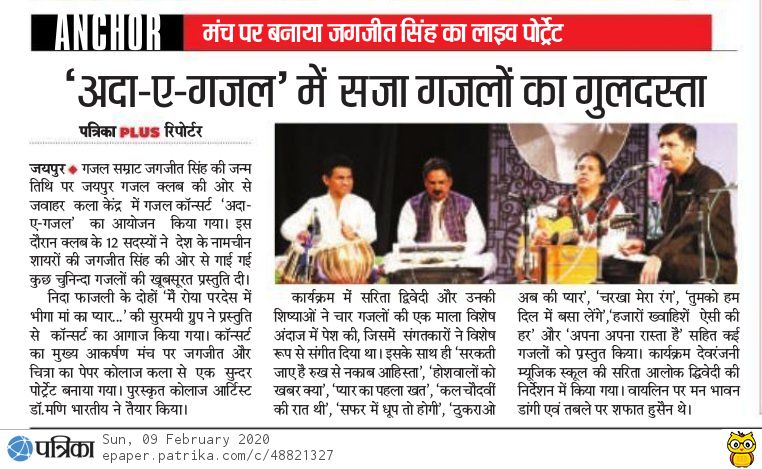 ANCHOR
मंच पर बनाया जगजीत सिंह का लाइव पोर्ट्रेट
‘अदा-ए-गजल’ में सजा गजलों का गुलदस्ता
पत्रिका PLUS रिपोर्टर
जयपुर ◆ गजल सम्राट जगजीत सिंह की जन्म
तिथि पर जयपुर गजल क्लब की ओर से
जवाहर कला केंद्र में गजल कॉन्सर्ट ‘अदा-
ए-गजल’ का आयोजन किया गया। इस
दौरान क्लब के 12 सदस्यों ने देश के नामचीन
शायरों की जगजीत सिंह की ओर से गाई गई
कुछ चुनिन्दा गजलों की खूबसूरत प्रस्तुति दी।
निदा फाजली के दोहों ‘मैं रोया परदेस में
भीगा मां का प्यार...’ की सुरमयी ग्रुप ने प्रस्तुति
से कॉन्सर्ट का आगाज किया गया। कॉन्सर्ट
का मुख्य आकर्षण मंच पर जगजीत और
चित्रा का पेपर कोलाज कला से एक सुन्दर
पोर्ट्रेट बनाया गया। पुरस्कृत कोलाज आर्टिस्ट
डॉ.मणि भारतीय ने तैयार किया।
कार्यक्रम में सरिता द्विवेदी और उनकी
शिष्याओं ने चार गजलों की एक माला विशेष
अंदाज में पेश की, जिसमें संगतकारों ने विशेष
रूप से संगीत दिया था। इसके साथ ही ‘सरकती
जाए है रुख से नकाब आहिस्ता’, ‘होशवालों को
खबर क्या’, ‘प्यार का पहला खत’, ‘कल चौदवीं
की रात थी’, ‘सफर में धूप तो होगी’, ‘ठुकराओ
अब की प्यार’, ‘चरखा मेरा रंग’, ‘तुमको हम
दिल में बसा लेंगे’,‘हजारों ख्वाहिशें ऐसी की
हर’ और ‘अपना अपना रास्ता है’ सहित कई
गजलों को प्रस्तुत किया। कार्यक्रम देवरंजनी
म्यूजिक स्कूल की सरिता आलोक द्विवेदी की
निर्देशन में किया गया। वायलिन पर मन भावन
डांगी एवं तबले पर शफात हुसैन थे।
पत्रिका
Sun, 09 February 2020
epaper.patrika.com/c/48821327